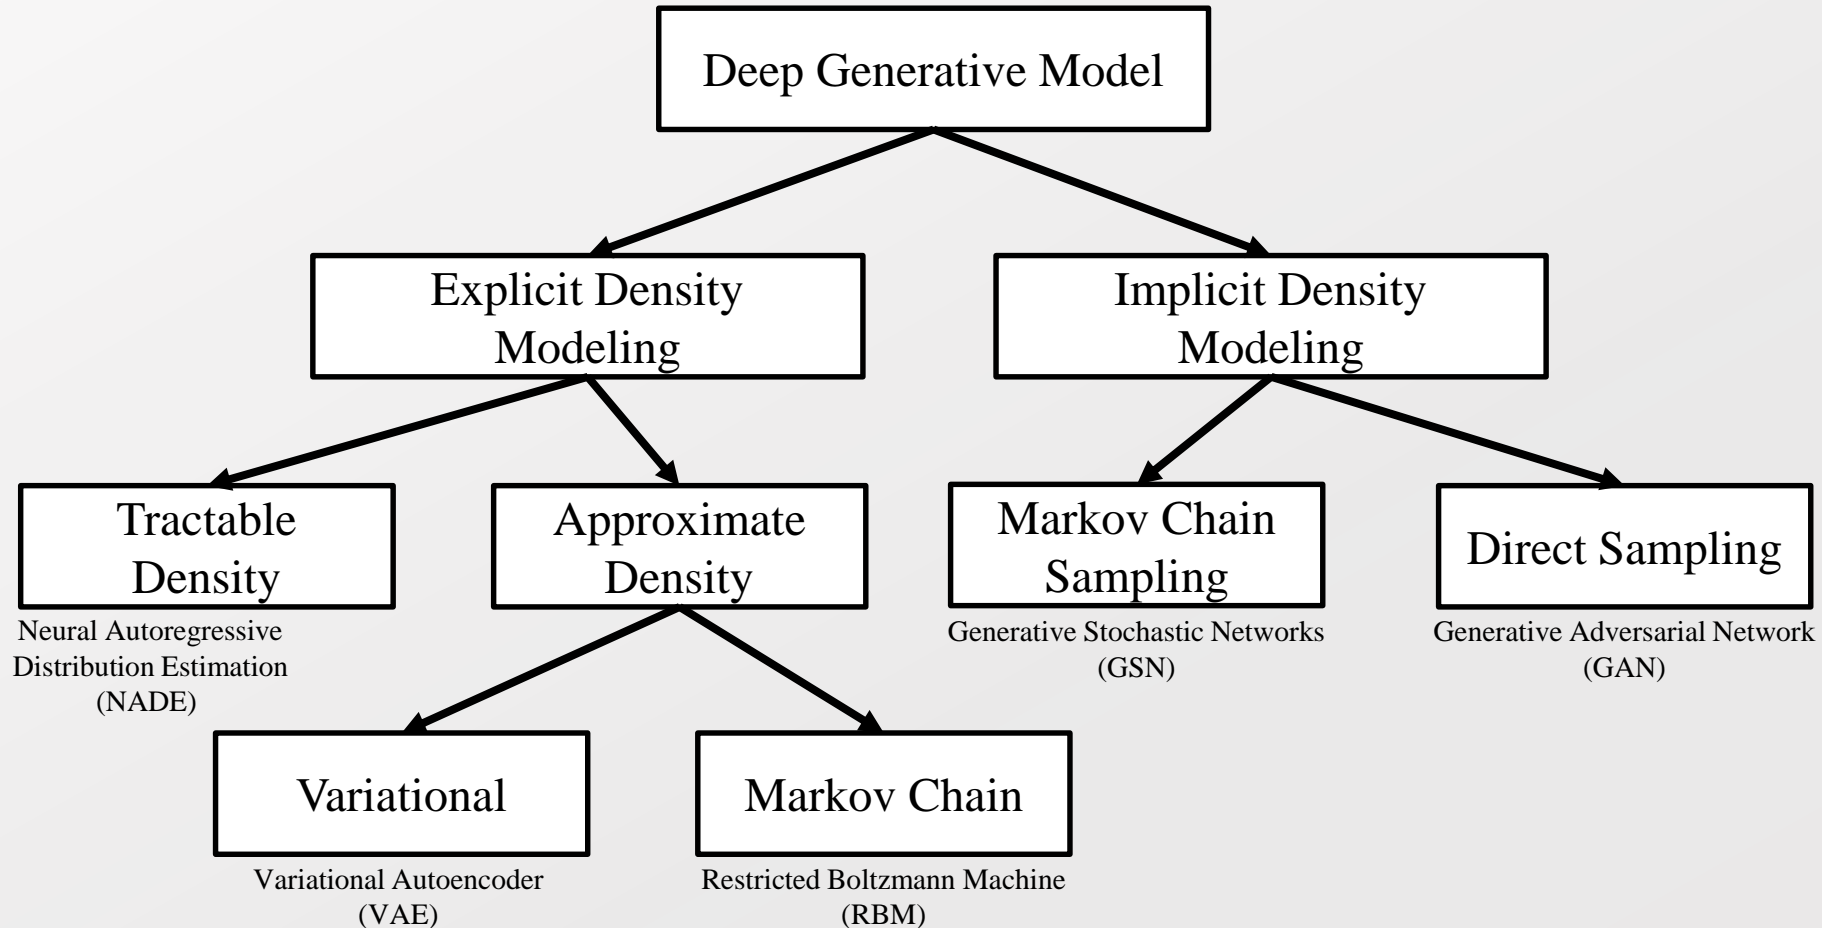 Deep Generative Model
Explicit Density
Modeling
Implicit Density
Modeling
Tractable
Density
Approximate
Density
Markov Chain
Sampling
Direct Sampling
Neural Autoregressive
Distribution Estimation
(NADE)
Generative Stochastic Networks
(GSN)
Generative Adversarial Network
(GAN)
Variational
Markov Chain
Variational Autoencoder
(VAE)
Restricted Boltzmann Machine
(RBM)